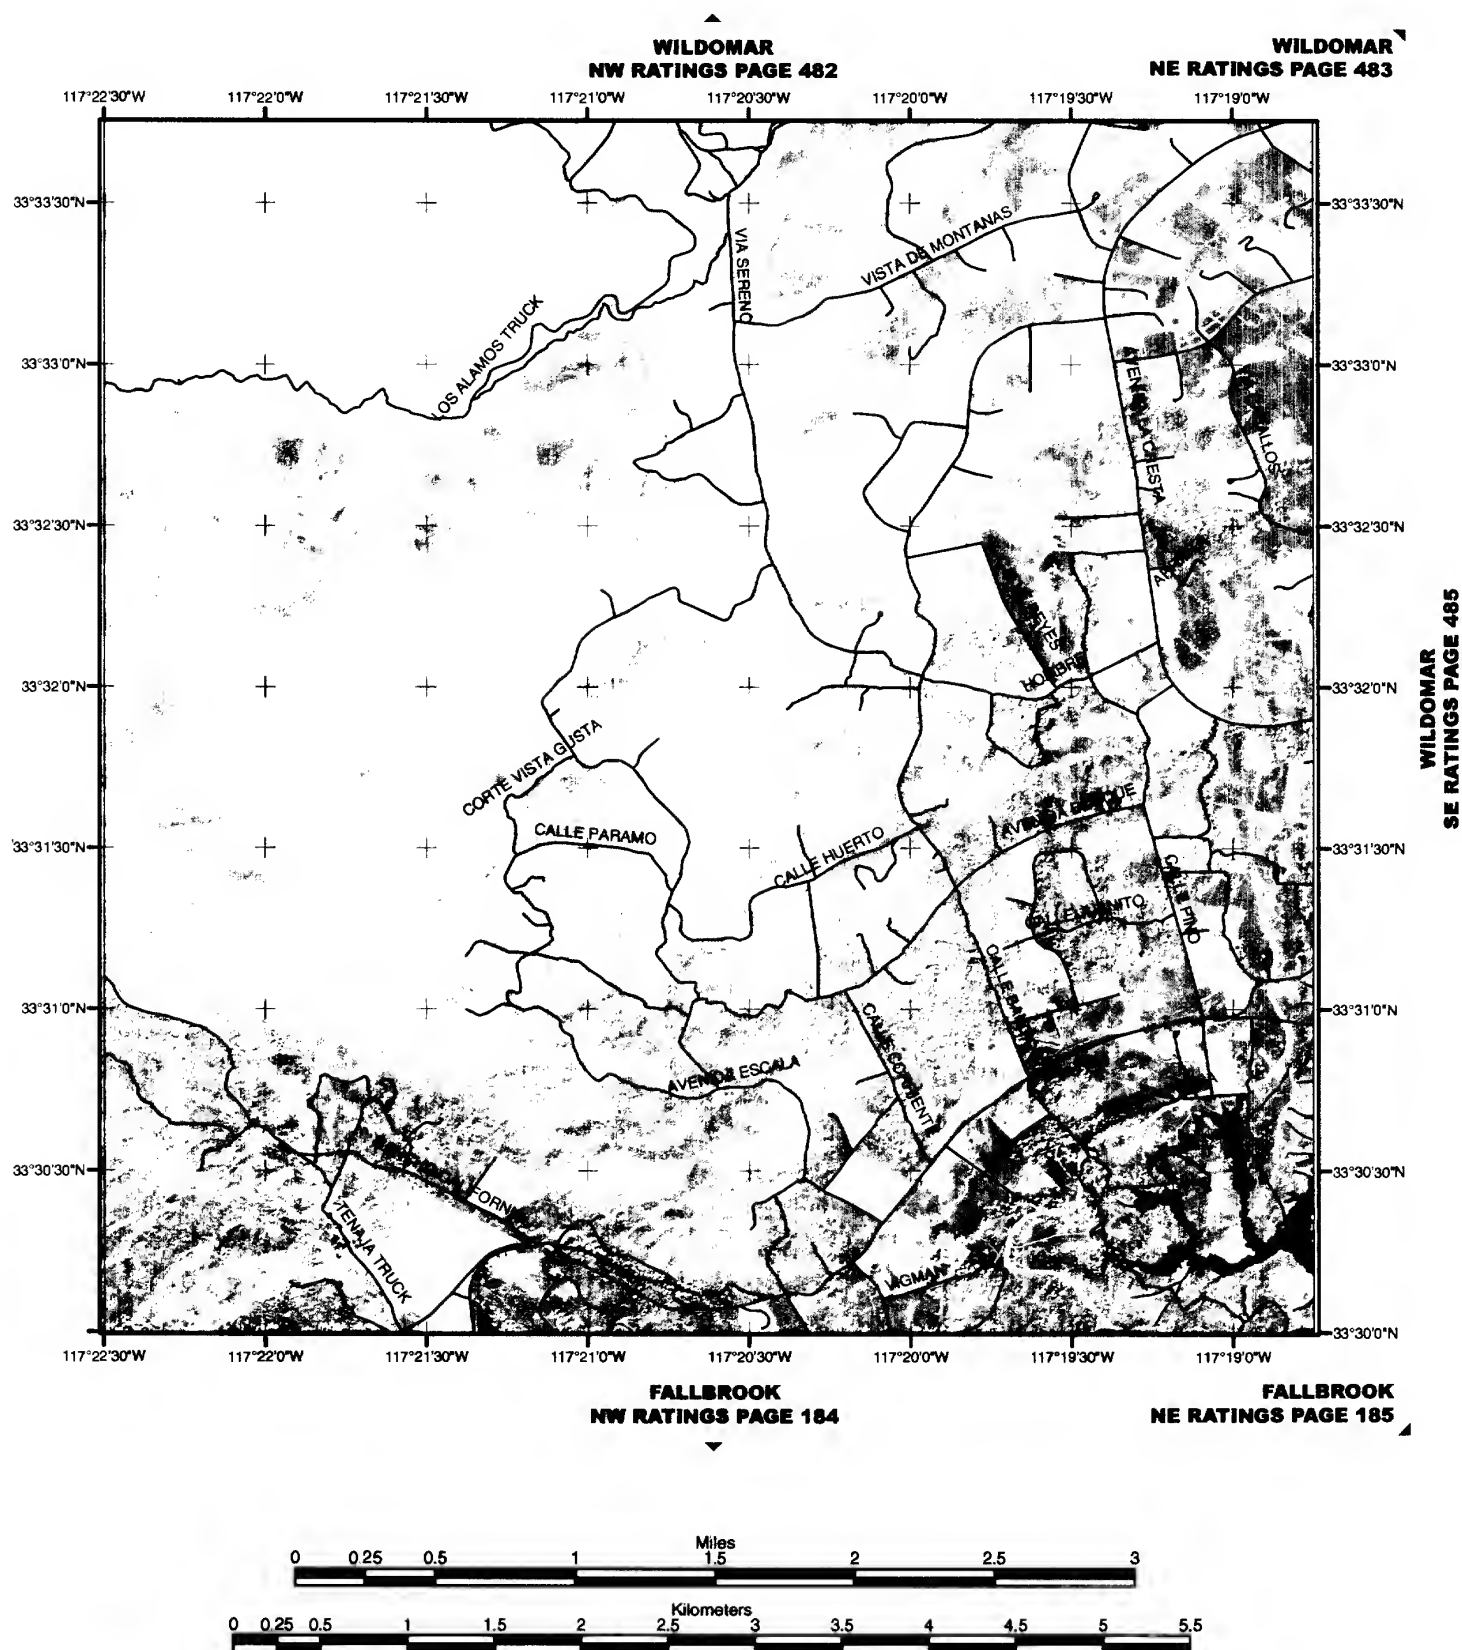 WILDOMAR
NW RATINGS PAGE 482
WILDOMAR
NE RATINGS PAGE 483
117°22'30"W 117°22'0"W 117°21'30"W 117°21'0"W 117°20'30"W 117°20'0"W 117°19'30"W 117°19'0"W
33°33'30"N 33°33'30"N
VIA SERENO
VISTA DE MONTANAS
LOS ALAMOS TRUCK
33°33'0"N 33°33'0"N
33°32'30"N 33°32'30"N
HOMBRE
33°32'0"N 33°32'0"N
WILDOMAR
SE RATINGS PAGE 485
CORTE VISTA GUSTA
CALLE PARAMO
CALLE HUERTO
33°31'30"N 33°31'30"N
CALLE PINO
33°31'0"N 33°31'0"N
AVENIDA ESCALA
33°30'30"N 33°30'30"N
TENAJA TRUCK
33°30'0"N
117°22'30"W 117°22'0"W 117°21'30"W 117°21'0"W 117°20'30"W 117°20'0"W 117°19'30"W 117°19'0"W
FALLBROOK
NW RATINGS PAGE 184
FALLBROOK
NE RATINGS PAGE 185
Miles
0 0.25 0.5 1 1.5 2 2.5 3
Kilometers
0 0.25 0.5 1 1.5 2 2.5 3 3.5 4 4.5 5 5.5